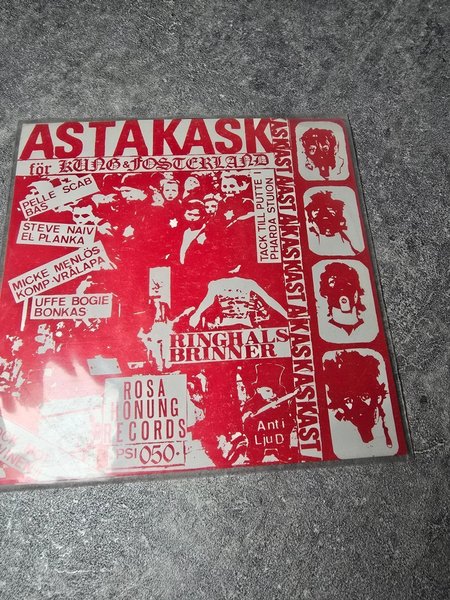 ASTAKASK
för KUNG & FOSTERLAND
PELLE SCAB
BAS
STEVE NAIV
EL PLANKA
MICKE MENLÖS
KOMP. VRÅLAPA
UFFE BOGIE
BONKAS
TACK TILL PUTTE I
PHARDA STUION
RINGHALS
BRINNER
ROSA
HONUNG
RECORDS
PSI 050
Anti
LjuD